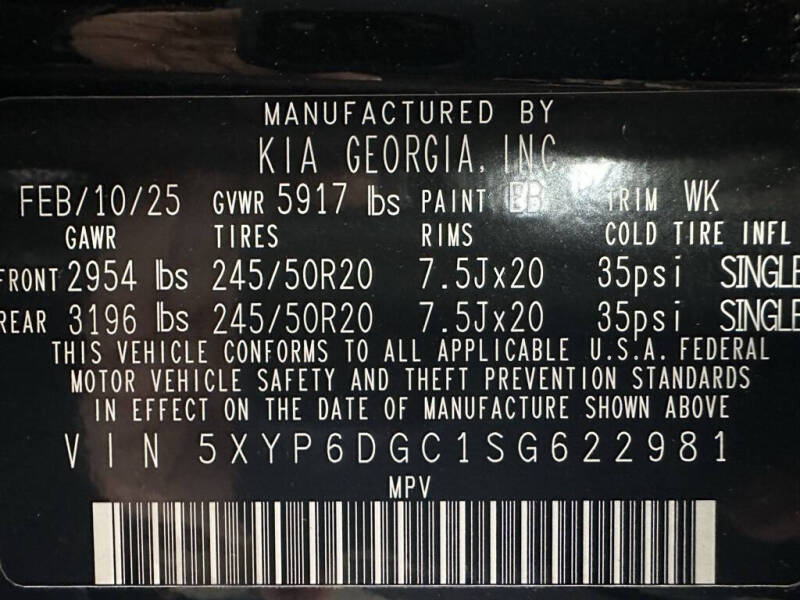 MANUFACTURED BY
KIA GEORGIA, INC
FEB/10/25 GVWR 5917 lbs PAINT EB TRIM WK
GAWR TIRES RIMS COLD TIRE INFL
FRONT 2954 lbs 245/50R20 7.5Jx20 35psi SINGLE
REAR 3196 lbs 245/50R20 7.5Jx20 35psi SINGLE
THIS VEHICLE CONFORMS TO ALL APPLICABLE U.S.A. FEDERAL
MOTOR VEHICLE SAFETY AND THEFT PREVENTION STANDARDS
IN EFFECT ON THE DATE OF MANUFACTURE SHOWN ABOVE
VIN 5XYP6DGC1SG622981
MPV